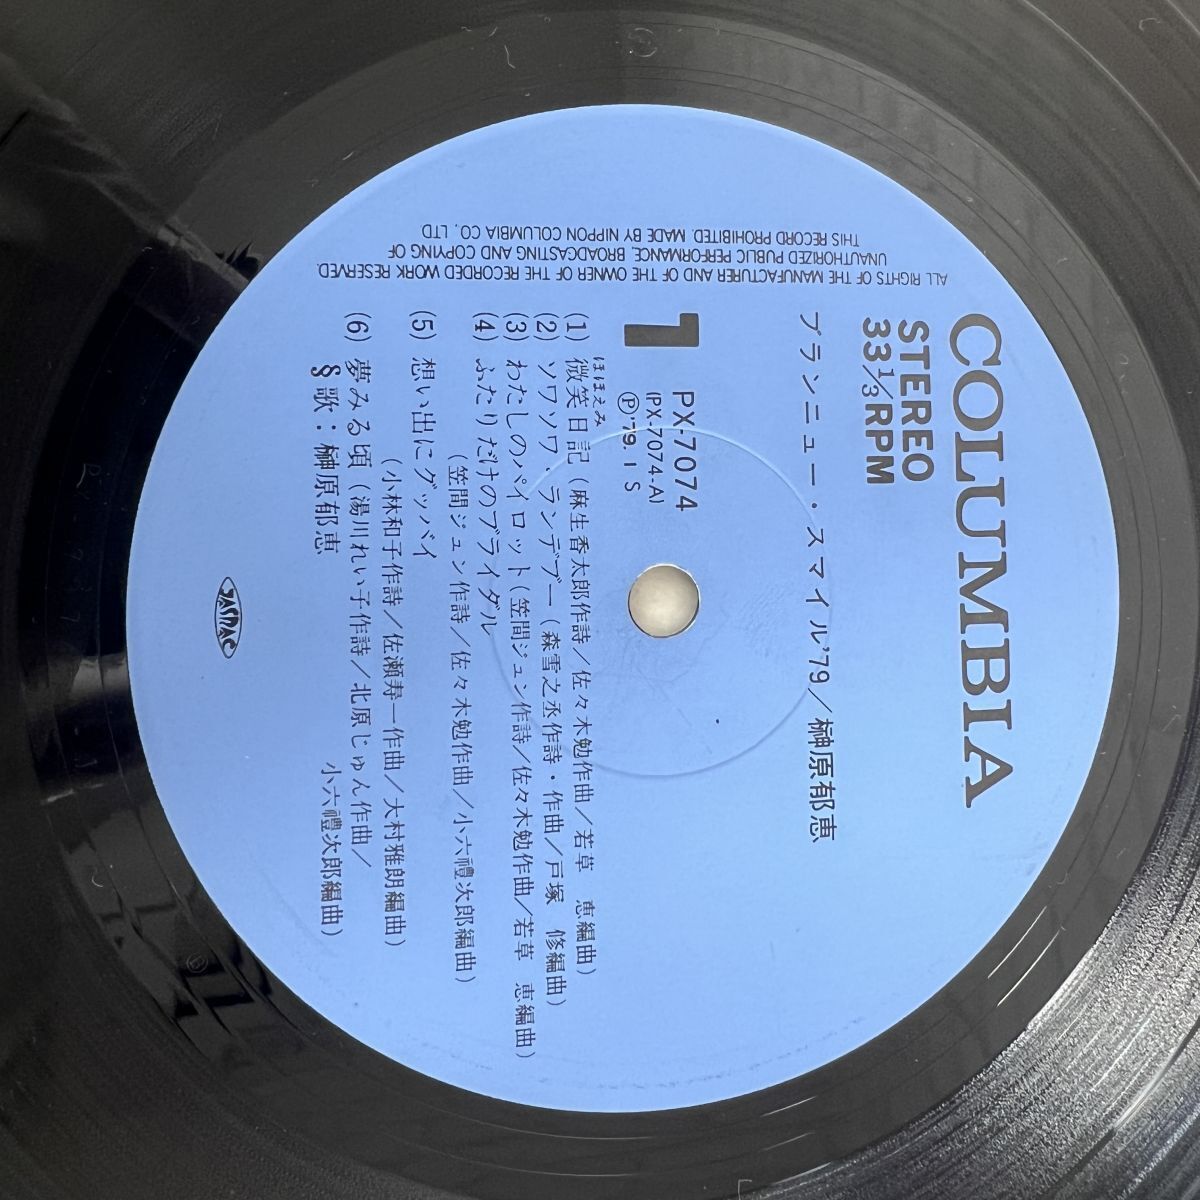 COLUMBIA
STEREO
33 1/3 RPM
ブランニュー・スマイル'79/榊原郁恵
1
PX-7074
(PX-7074-A)
Ⓟ'79. 1 S
ほほえみ
(1) 微笑日記(麻生香太郎作詩/佐々木勉作曲/若草 恵編曲)
(2) ソワソワ ランデブー(森雪之丞作詩・作曲/戸塚 修編曲)
(3) わたしのパイロット(笠間ジュン作詩/佐々木勉作曲/若草 恵編曲)
(4) ふたりだけのブライダル
(笠間ジュン作詩/佐々木勉作曲/小六禮次郎編曲)
(5) 想い出にグッバイ
(小林和子作詩/佐瀬寿一作曲/大村雅朗編曲)
(6) 夢みる頃(湯川れい子作詩/北原じゅん作曲/
小六禮次郎編曲)
§歌:榊原郁恵
JASRAC
ALL RIGHTS OF THE MANUFACTURER AND OF THE OWNER OF THE RECORDED WORK RESERVED.
UNAUTHORIZED PUBLIC PERFORMANCE, BROADCASTING AND COPYING OF
THIS RECORD PROHIBITED. MADE BY NIPPON COLUMBIA CO., LTD